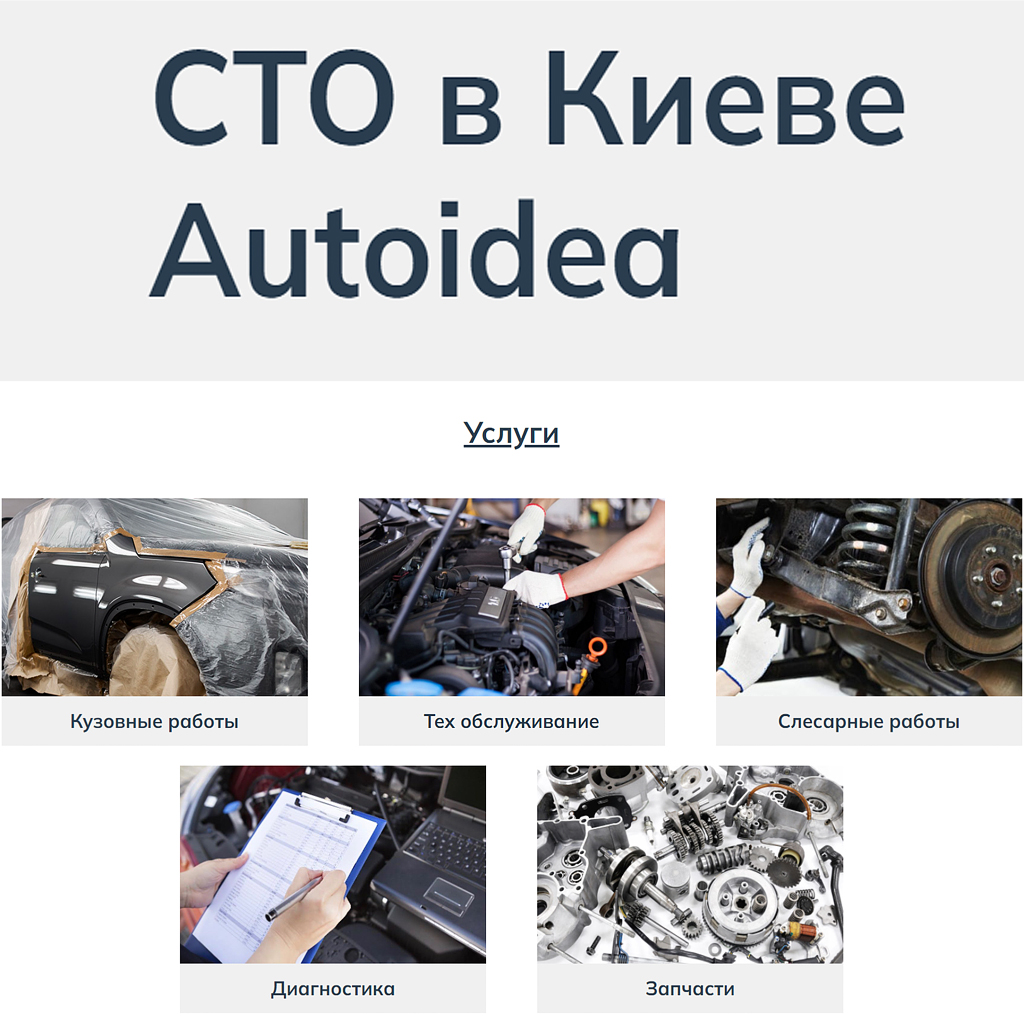 СТО в Киеве
Autoidea
Услуги
Кузовные работы
Тех обслуживание
Слесарные работы
Диагностика
Запчасти